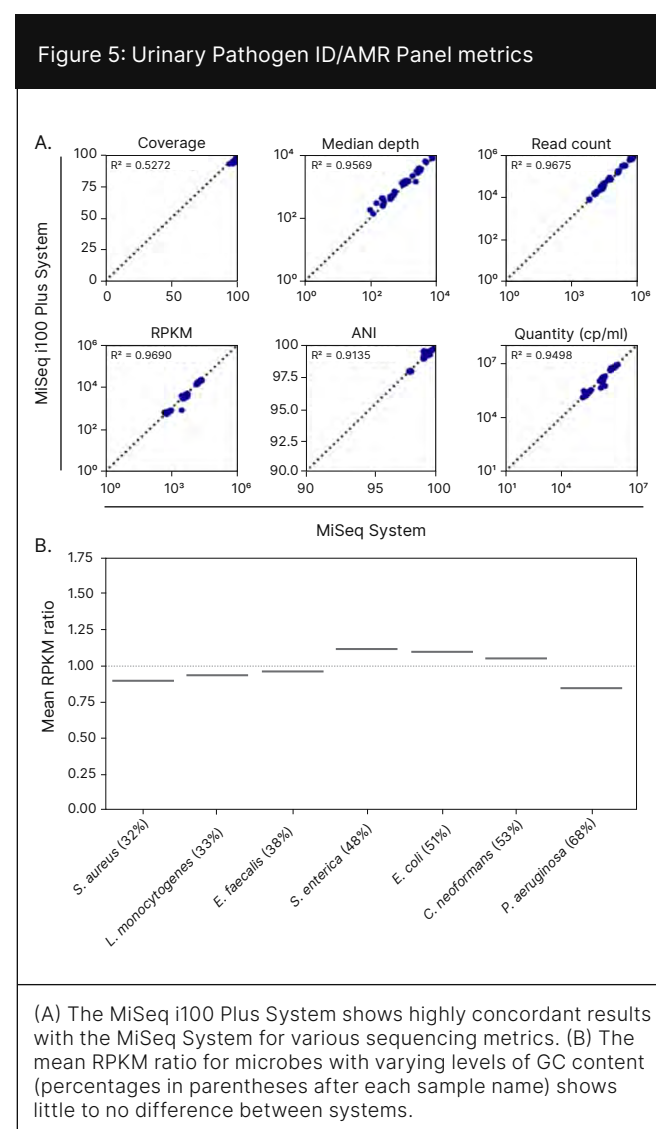 Figure 5: Urinary Pathogen ID/AMR Panel metrics
A.
MiSeq i100 Plus System
Coverage
R² = 0.5272
100
75
50
25
0
0 50 100
Median depth
R² = 0.9569
10⁴
10²
10⁰
10⁰ 10² 10⁴
Read count
R² = 0.9675
10⁶
10⁴
10²
10⁰
10⁰ 10³ 10⁶
RPKM
R² = 0.9690
10⁶
10⁴
10²
10⁰
10⁰ 10³ 10⁶
ANI
R² = 0.9135
100
97.5
95.0
92.5
90.0
90 95 100
Quantity (cp/ml)
R² = 0.9498
10⁷
10⁴
10¹
10¹ 10⁴ 10⁷
MiSeq System
B.
Mean RPKM ratio
1.75
1.50
1.25
1.00
0.75
0.50
0.25
0.00
S. aureus (32%)
L. monocytogenes (33%)
E. faecalis (38%)
S. enterica (48%)
E. coli (51%)
C. neoformans (53%)
P. aeruginosa (68%)
(A) The MiSeq i100 Plus System shows highly concordant results
with the MiSeq System for various sequencing metrics. (B) The
mean RPKM ratio for microbes with varying levels of GC content
(percentages in parentheses after each sample name) shows
little to no difference between systems.